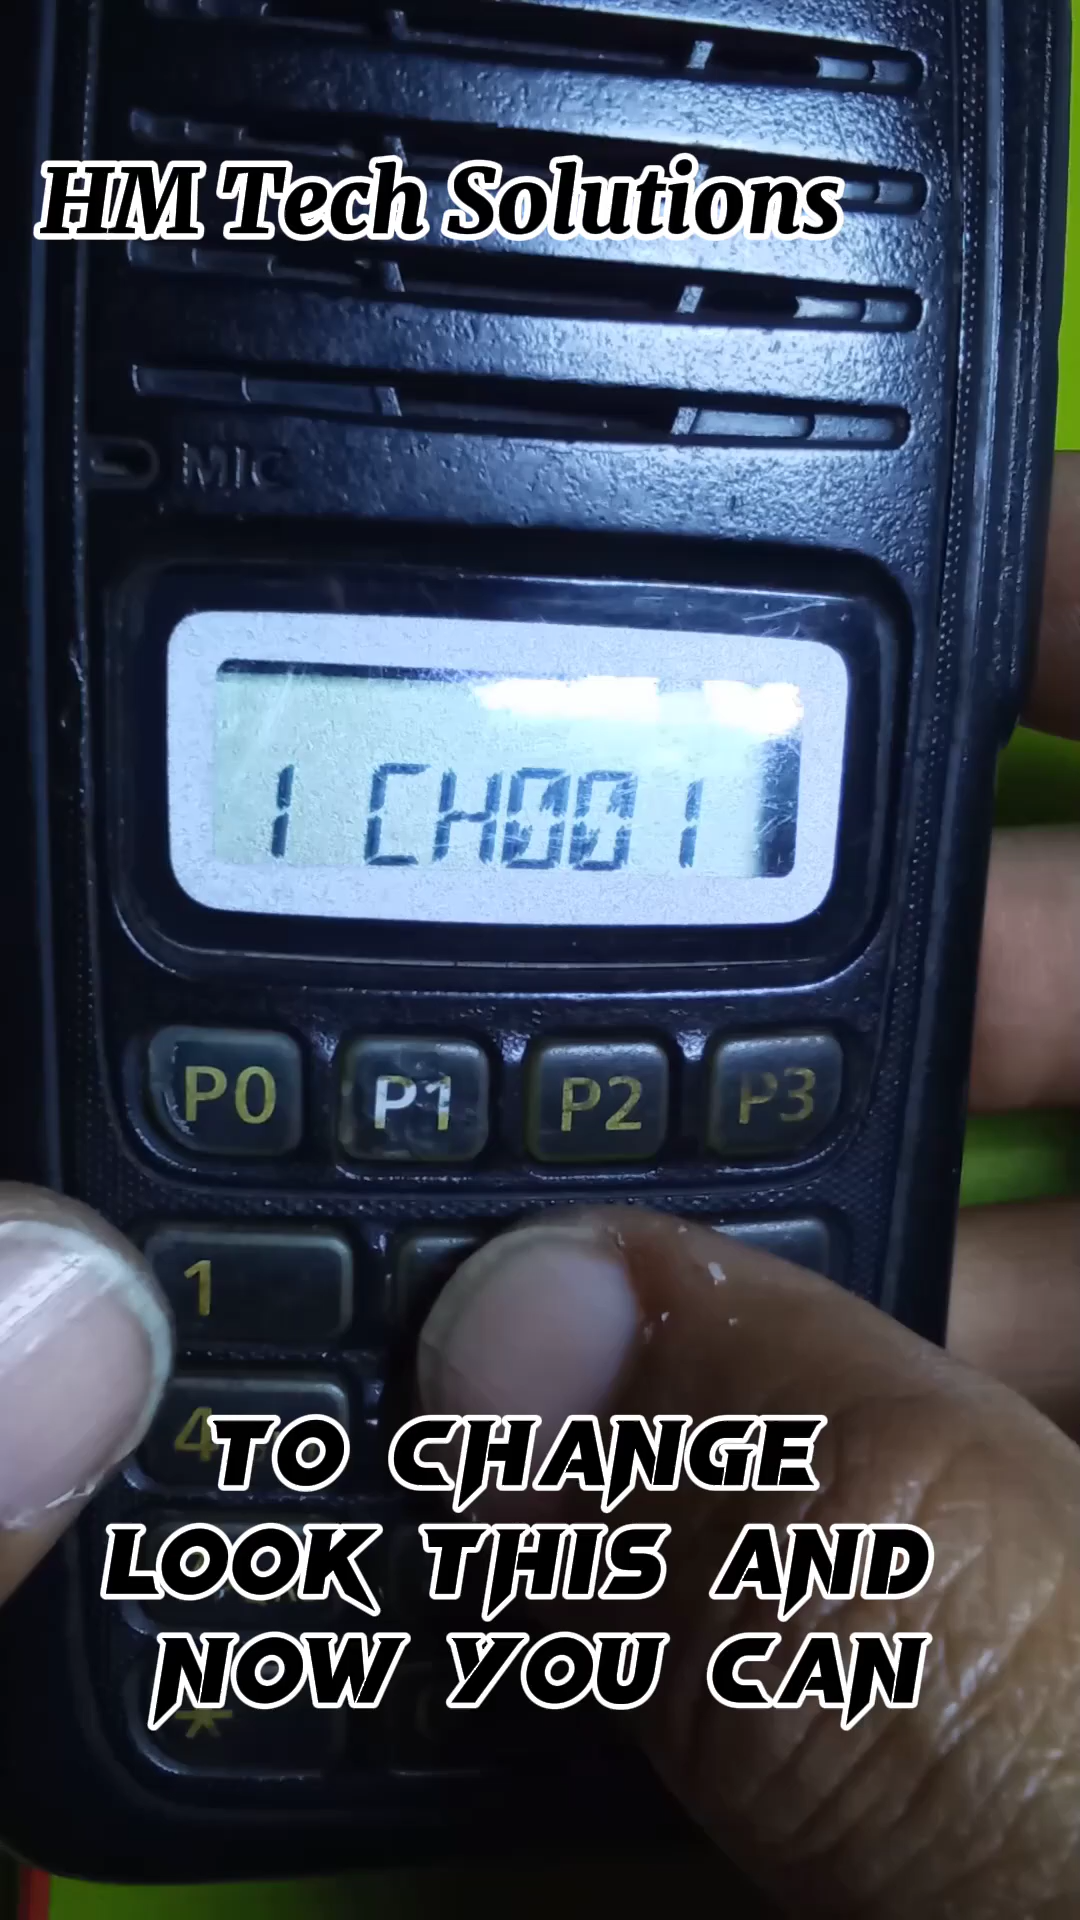 HM Tech Solutions
MIC
1 CH001
P0 P1 P2 P3
1
4
TO CHANGE
LOOK THIS AND
NOW YOU CAN
*